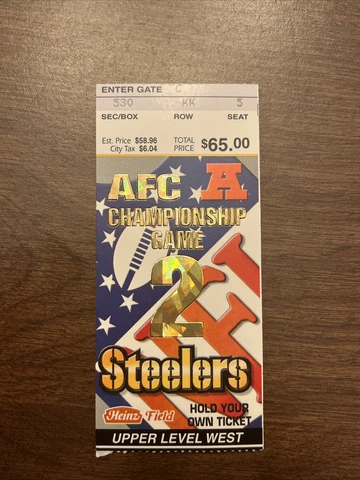 ENTER GATE C
530 KK 5
SEC/BOX ROW SEAT
Est. Price $58.96
City Tax $6.04
TOTAL PRICE $65.00
AFC A
CHAMPIONSHIP
GAME
2
Steelers
Heinz Field
HOLD YOUR
OWN TICKET
UPPER LEVEL WEST